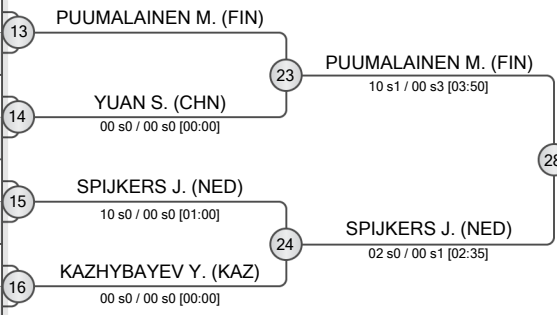 13
PUUMALAINEN M. (FIN)
23
PUUMALAINEN M. (FIN)
10 s1 / 00 s3 [03:50]
14
YUAN S. (CHN)
00 s0 / 00 s0 [00:00]
28
15
SPIJKERS J. (NED)
10 s0 / 00 s0 [01:00]
24
SPIJKERS J. (NED)
02 s0 / 00 s1 [02:35]
16
KAZHYBAYEV Y. (KAZ)
00 s0 / 00 s0 [00:00]